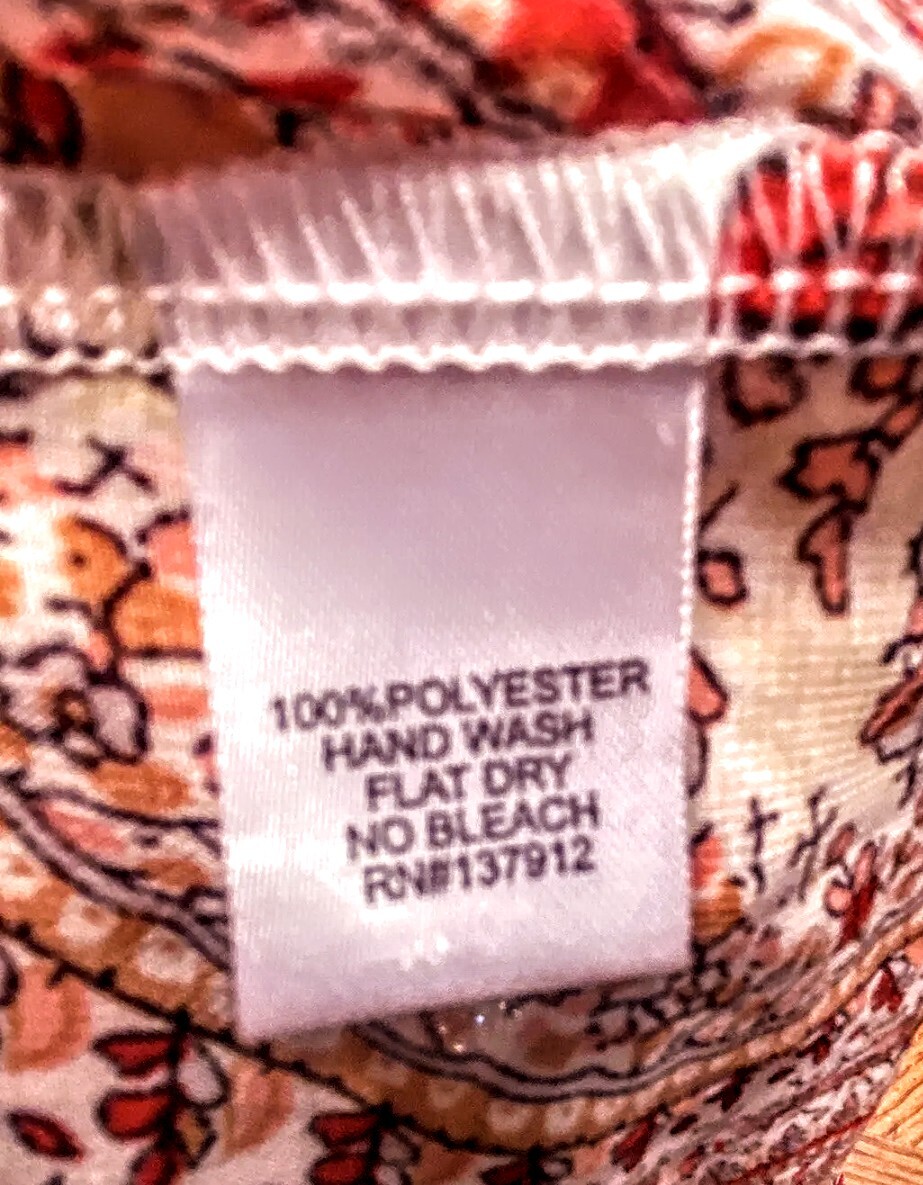 100%POLYESTER
HAND WASH
FLAT DRY
NO BLEACH
RN#137912